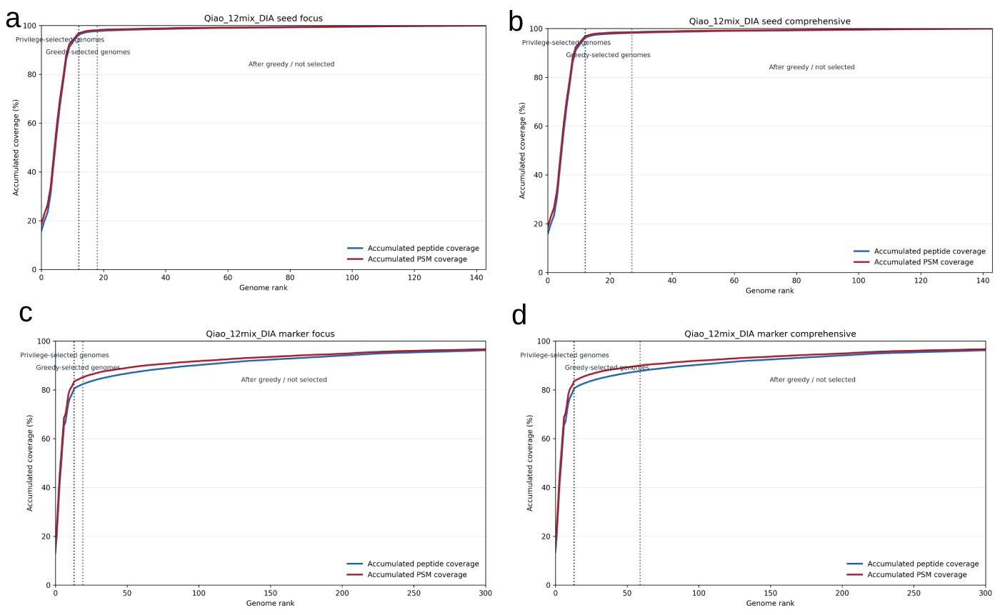 a
Qiao_12mix_DIA seed focus
Privilege-selected genomes
Greedy-selected genomes
After greedy / not selected
Accumulated coverage (%)
100
80
60
40
20
0
0 20 40 60 80 100 120 140
Genome rank
Accumulated peptide coverage
Accumulated PSM coverage
b
Qiao_12mix_DIA seed comprehensive
Privilege-selected genomes
Greedy-selected genomes
After greedy / not selected
Accumulated coverage (%)
100
80
60
40
20
0
0 20 40 60 80 100 120 140
Genome rank
Accumulated peptide coverage
Accumulated PSM coverage
c
Qiao_12mix_DIA marker focus
Privilege-selected genomes
Greedy-selected genomes
After greedy / not selected
Accumulated coverage (%)
100
80
60
40
20
0
0 50 100 150 200 250 300
Genome rank
Accumulated peptide coverage
Accumulated PSM coverage
d
Qiao_12mix_DIA marker comprehensive
Privilege-selected genomes
Greedy-selected genomes
After greedy / not selected
Accumulated coverage (%)
100
80
60
40
20
0
0 50 100 150 200 250 300
Genome rank
Accumulated peptide coverage
Accumulated PSM coverage